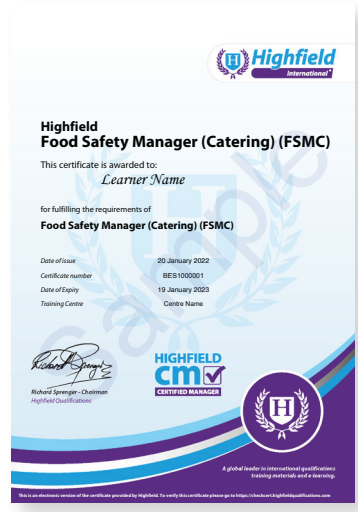 Highfield
International
Highfield
Food Safety Manager (Catering) (FSMC)
This certificate is awarded to:
Learner Name
for fulfilling the requirements of
Food Safety Manager (Catering) (FSMC)
Date of issue 20 January 2022
Certificate number BES1000001
Date of Expiry 19 January 2023
Training Centre Centre Name
Sample
Richard Sprenger
Richard Sprenger - Chairman
Highfield Qualifications
HIGHFIELD
cm
CERTIFIED MANAGER
H
A global leader in international qualifications
training materials and e-learning.
This is an electronic version of the certificate provided by Highfield. To verify this certificate please go to https://checkcert.highfieldqualifications.com